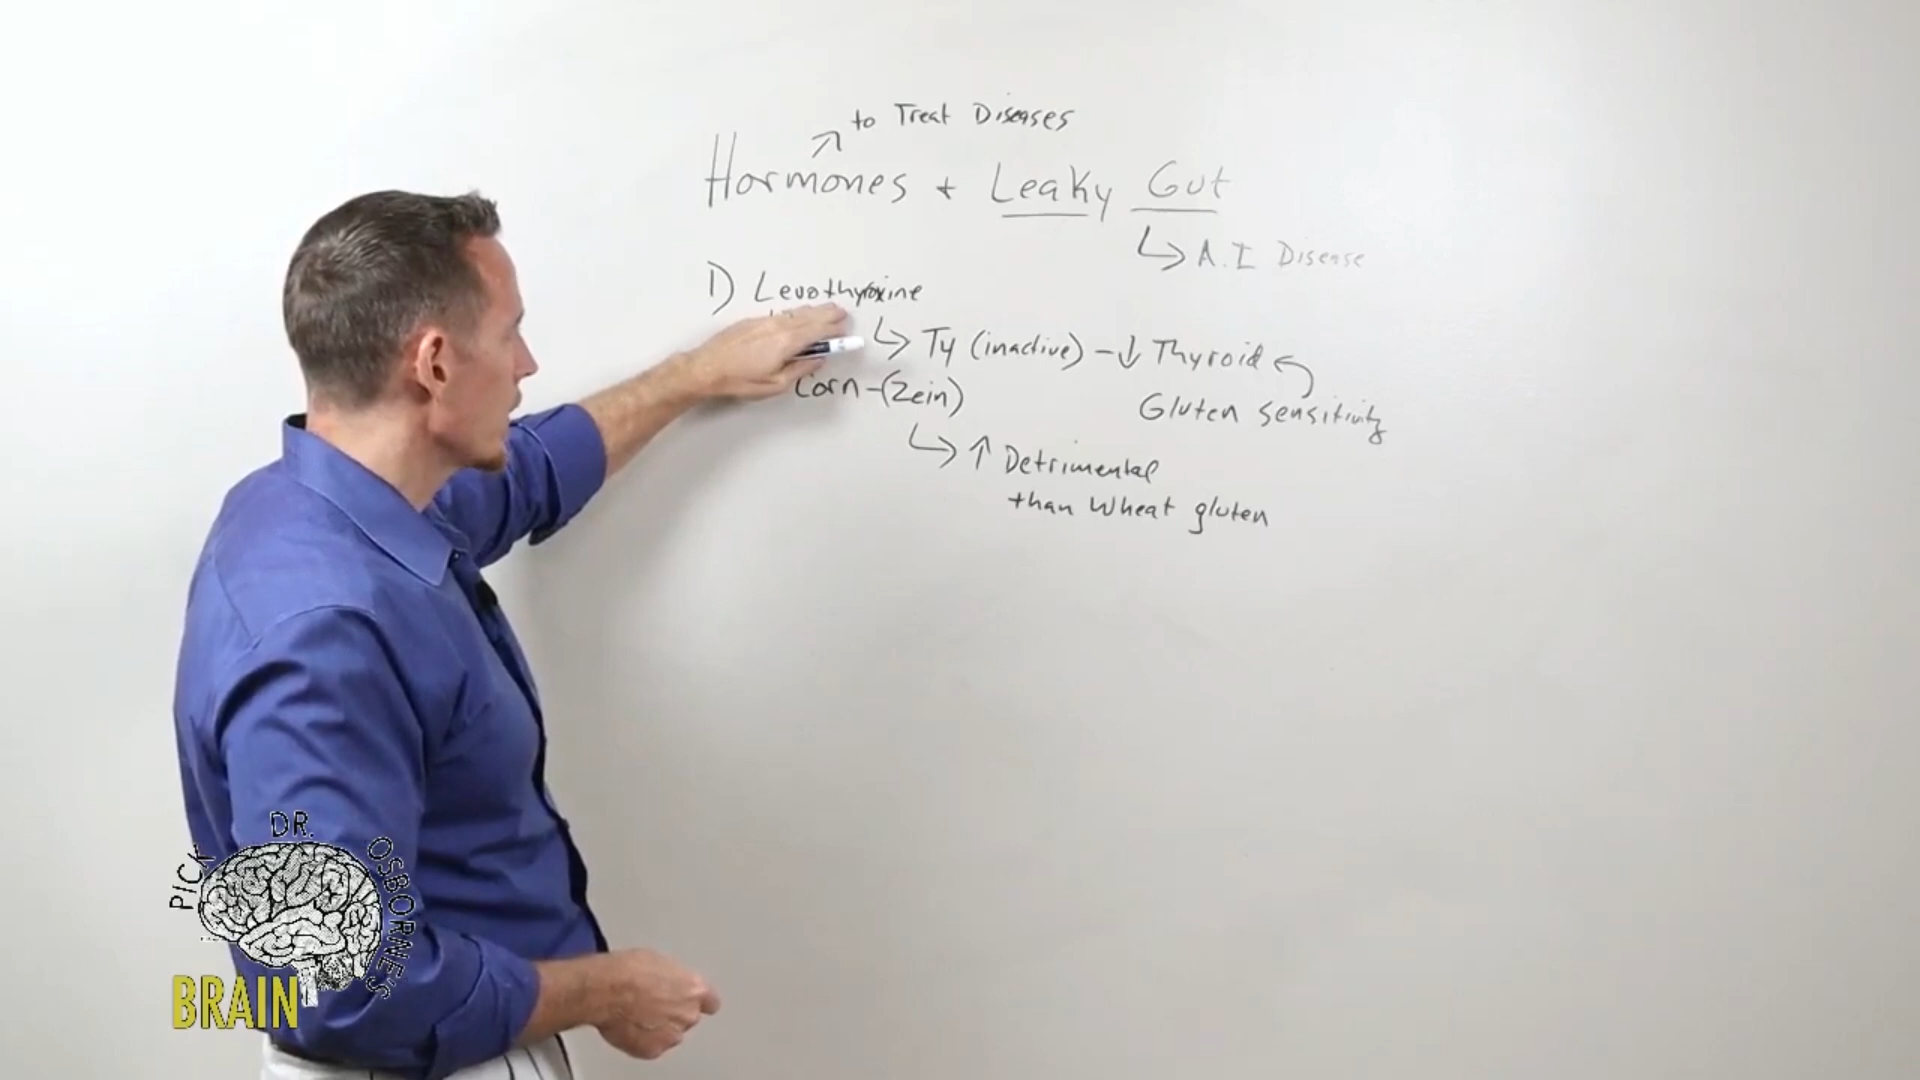 to Treat Diseases
Hormones + Leaky Gut
A.I Disease
1) Levothyroxine
T4 (inactive) - ↓ Thyroid
Corn - (Zein)
Gluten sensitivity
↑ Detrimental
than Wheat gluten
PICK DR. OSBORNE'S
BRAIN